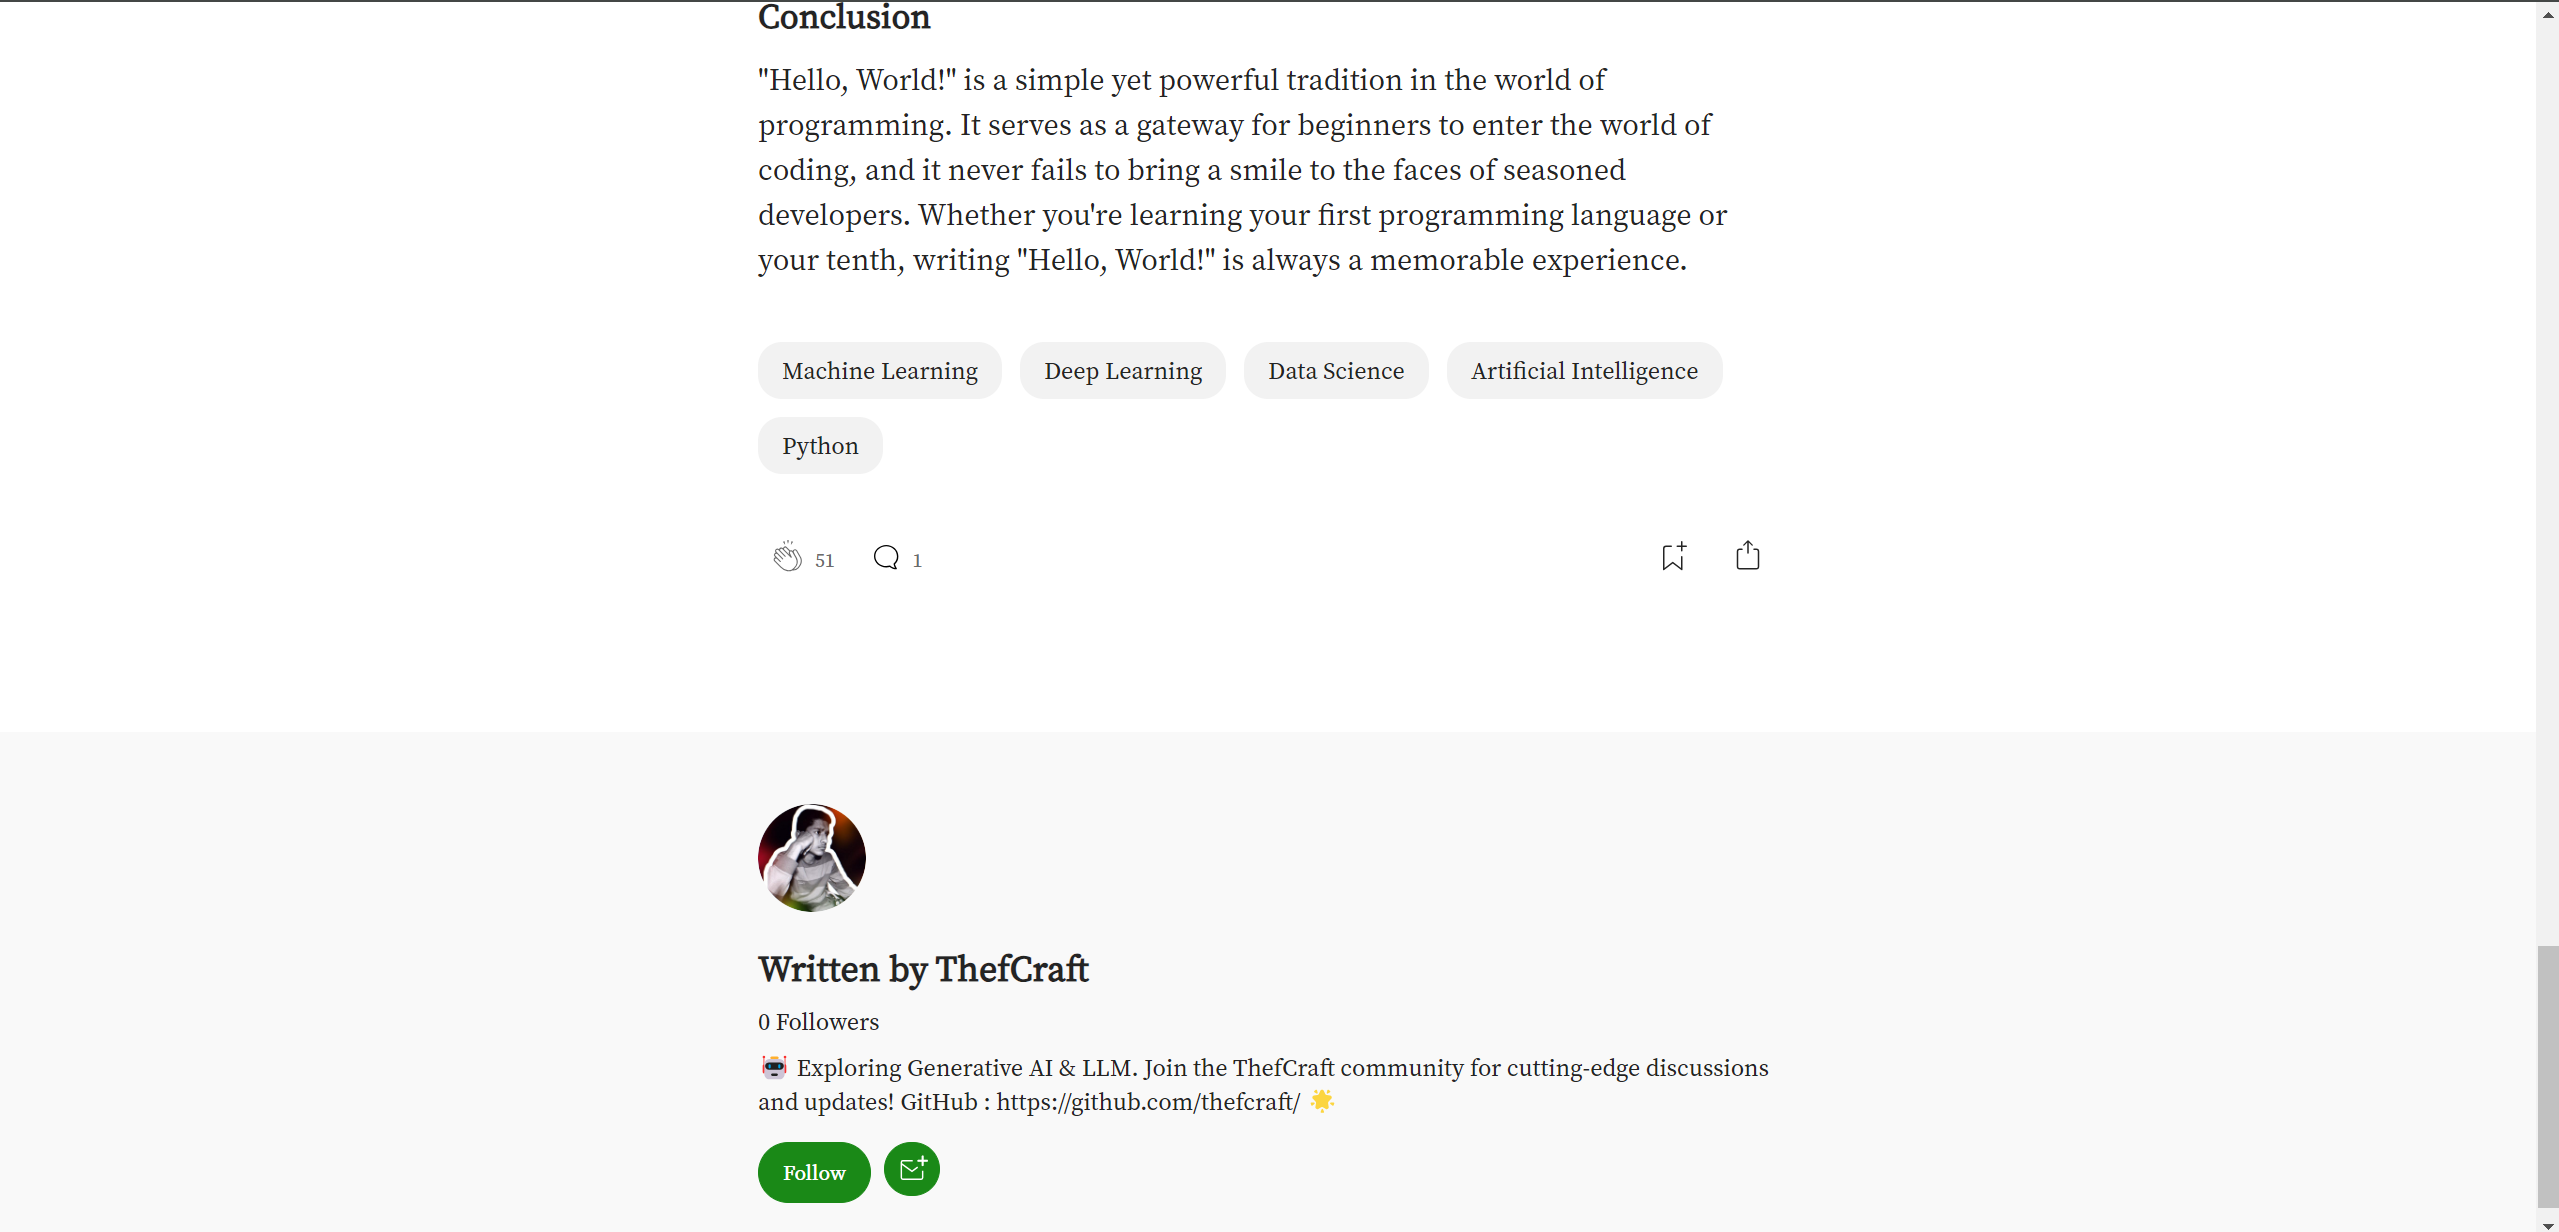 Conclusion
"Hello, World!" is a simple yet powerful tradition in the world of
programming. It serves as a gateway for beginners to enter the world of
coding, and it never fails to bring a smile to the faces of seasoned
developers. Whether you're learning your first programming language or
your tenth, writing "Hello, World!" is always a memorable experience.
Machine Learning Deep Learning Data Science Artificial Intelligence
Python
51 1
Written by ThefCraft
0 Followers
🤖 Exploring Generative AI & LLM. Join the ThefCraft community for cutting-edge discussions
and updates! GitHub : https://github.com/thefcraft/ 🌟
Follow